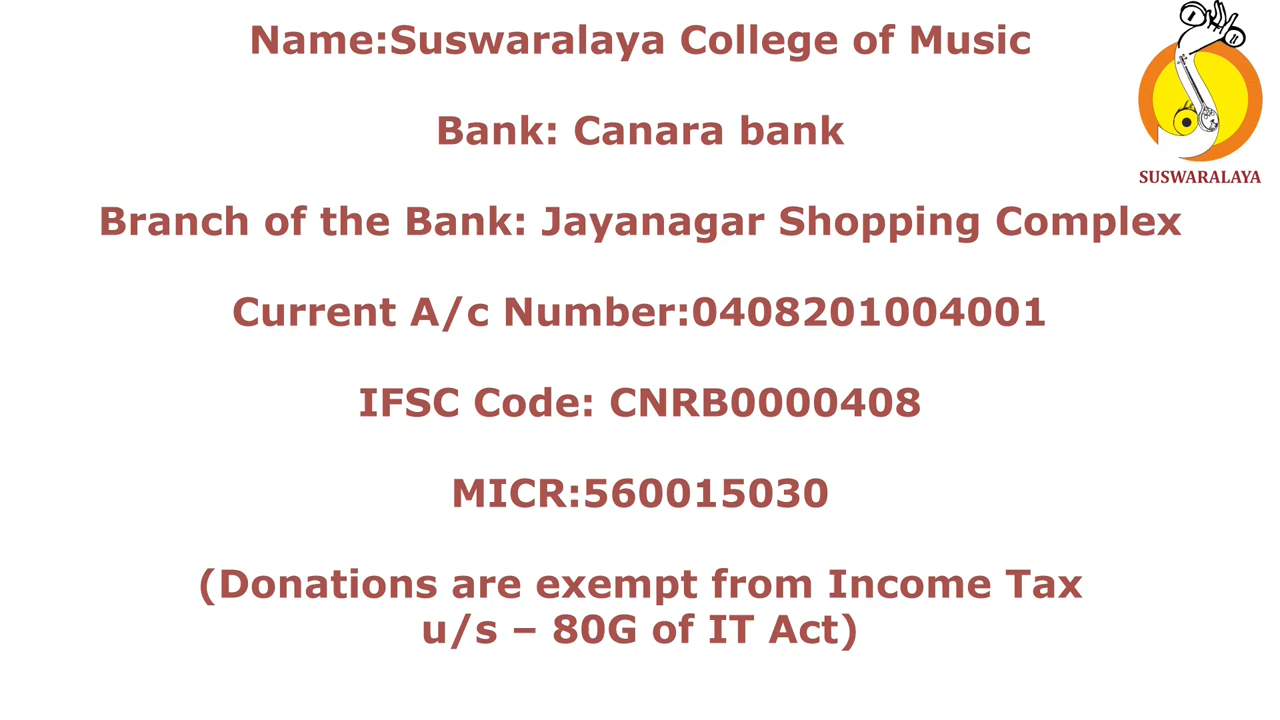 Name:Suswaralaya College of Music
Bank: Canara bank
SUSWARALAYA
Branch of the Bank: Jayanagar Shopping Complex
Current A/c Number:0408201004001
IFSC Code: CNRB0000408
MICR:560015030
(Donations are exempt from Income Tax
u/s – 80G of IT Act)